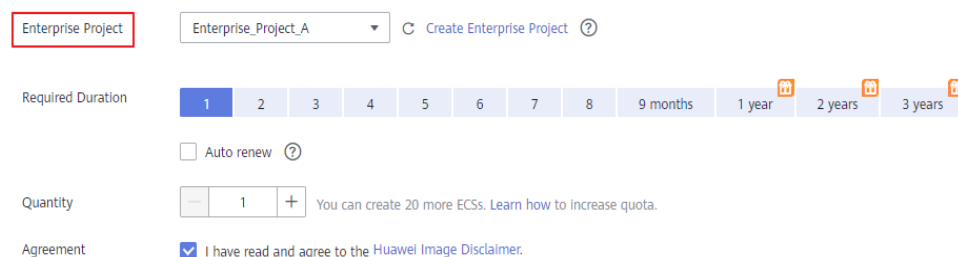 Enterprise Project Enterprise_Project_A Create Enterprise Project ?
Required Duration 1 2 3 4 5 6 7 8 9 months 1 year 2 years 3 years
Auto renew ?
Quantity 1 + You can create 20 more ECSs. Learn how to increase quota.
Agreement I have read and agree to the Huawei Image Disclaimer.